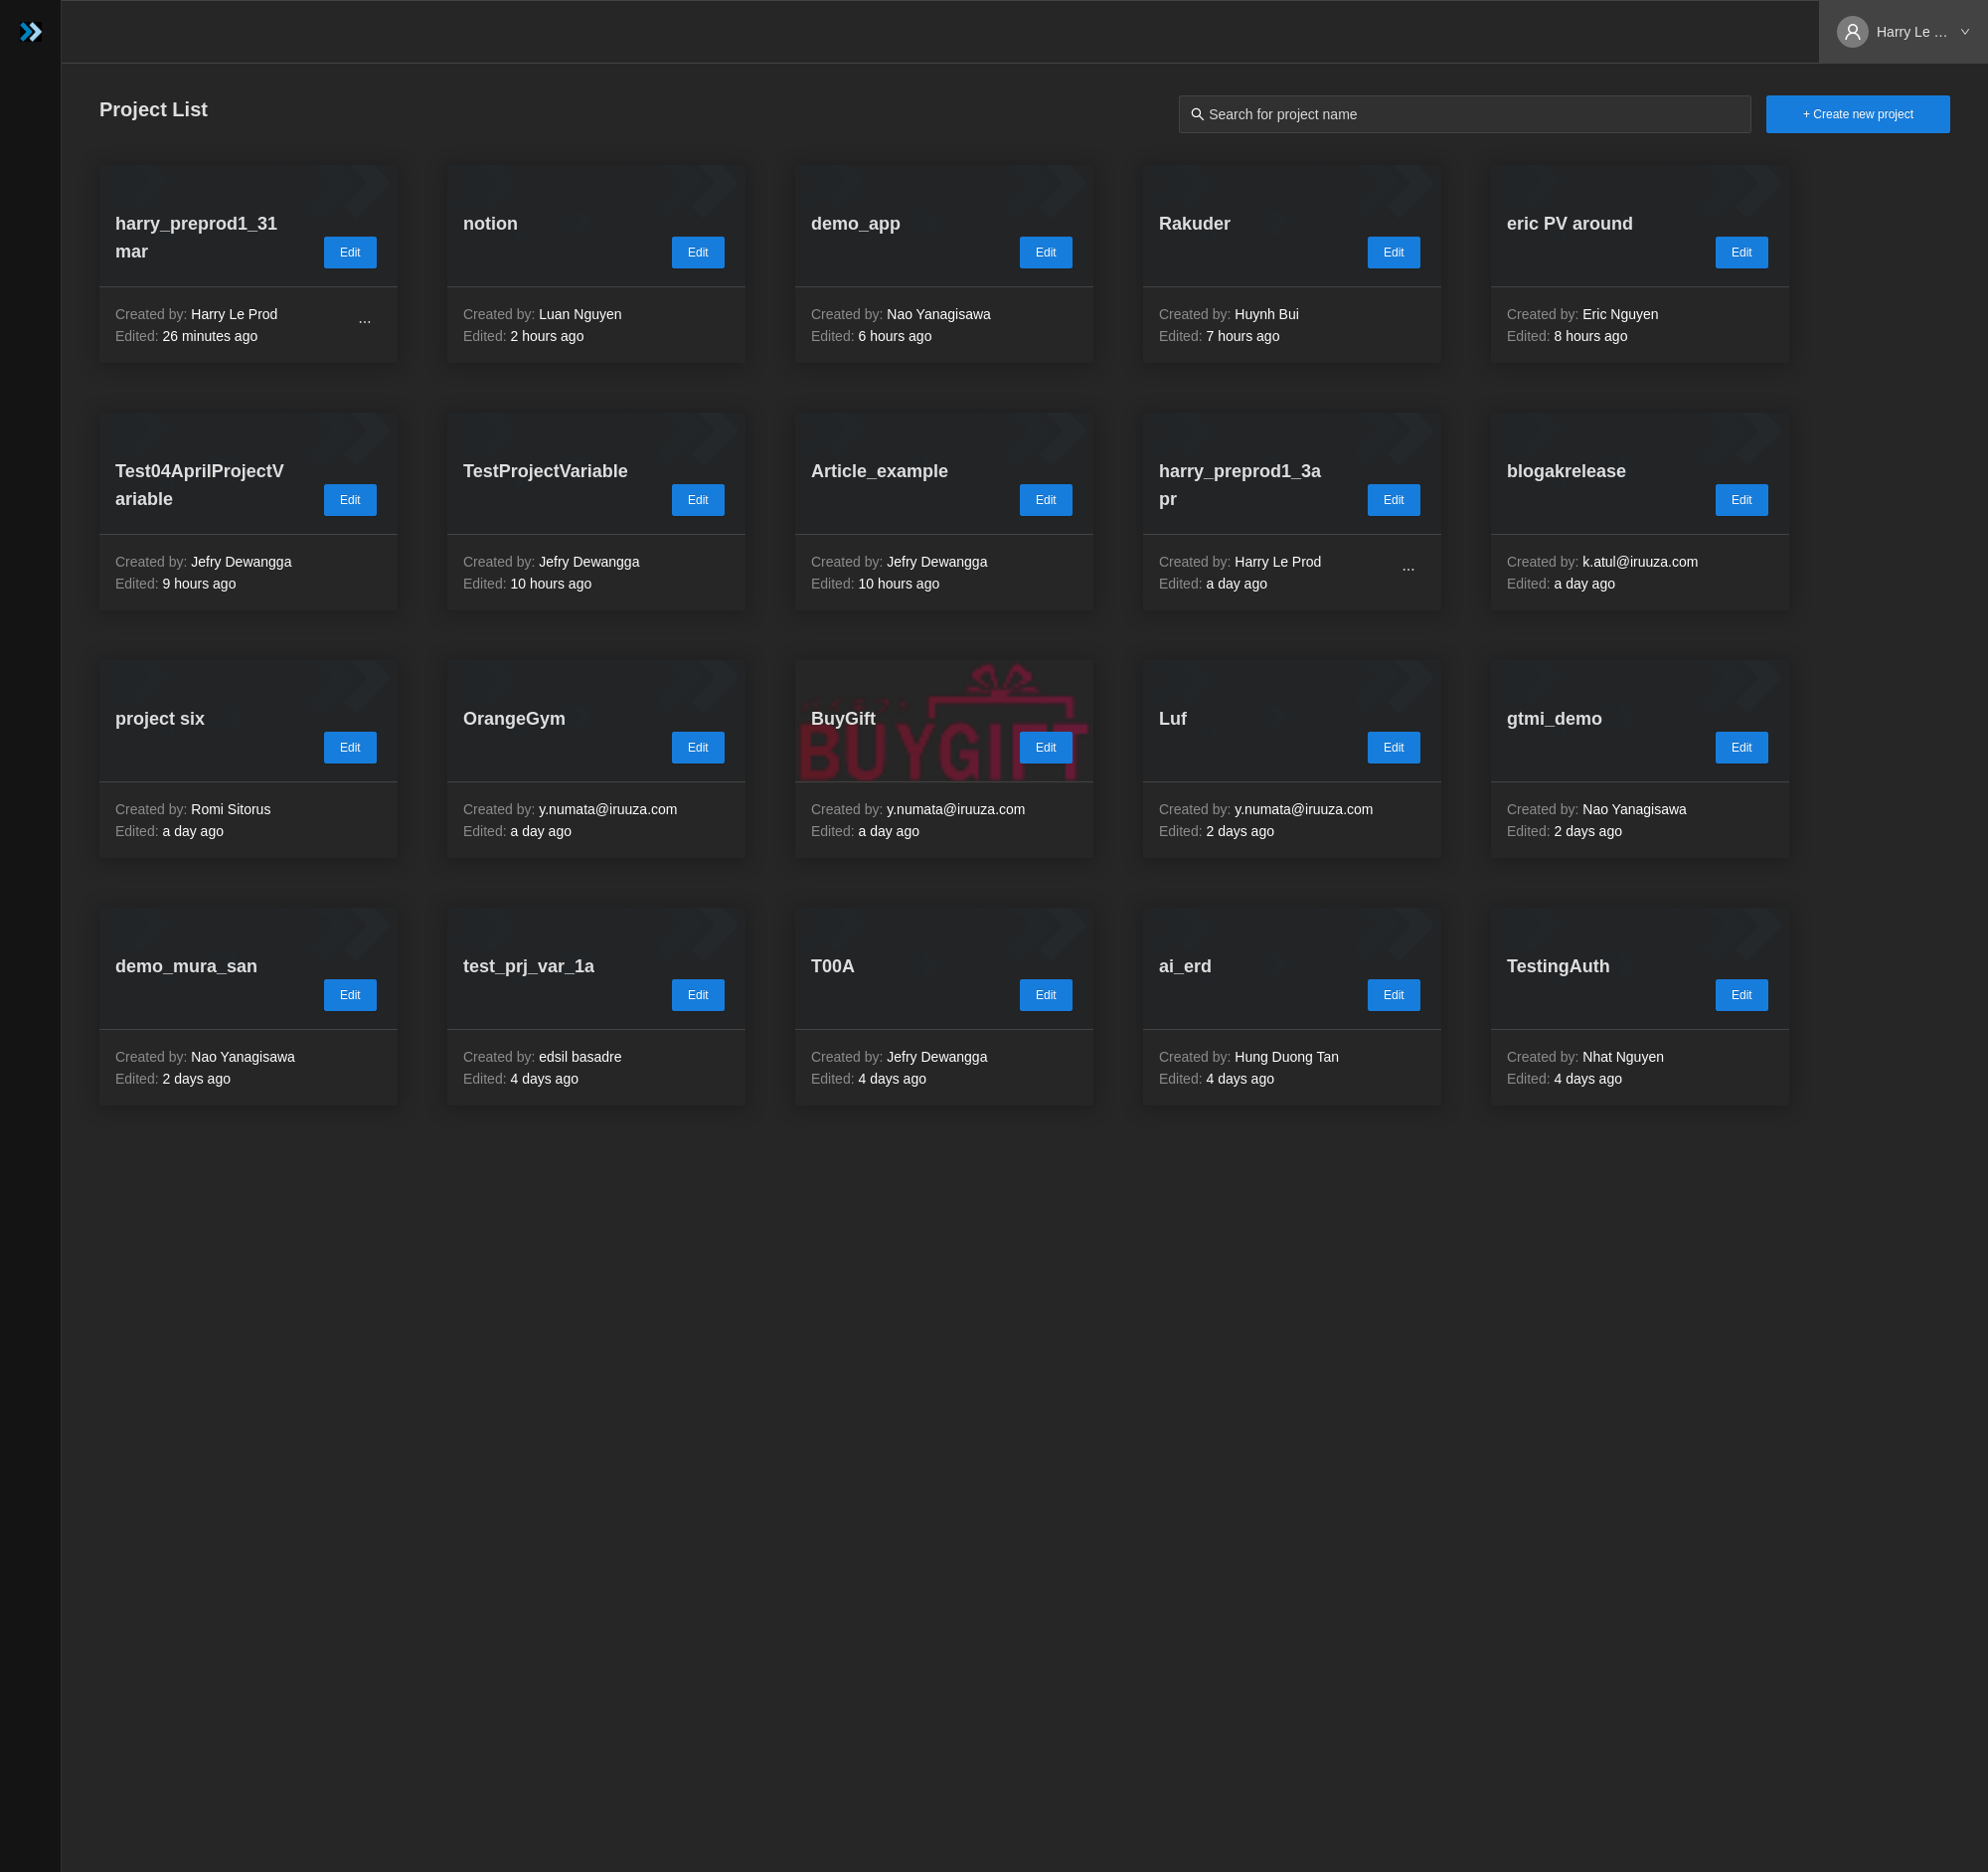 Harry Le ...
Project List
Search for project name
+ Create new project
harry_preprod1_31
mar
Edit
Created by: Harry Le Prod
...
Edited: 26 minutes ago
notion
Edit
Created by: Luan Nguyen
Edited: 2 hours ago
demo_app
Edit
Created by: Nao Yanagisawa
Edited: 6 hours ago
Rakuder
Edit
Created by: Huynh Bui
Edited: 7 hours ago
eric PV around
Edit
Created by: Eric Nguyen
Edited: 8 hours ago
Test04AprilProjectV
ariable
Edit
Created by: Jefry Dewangga
Edited: 9 hours ago
TestProjectVariable
Edit
Created by: Jefry Dewangga
Edited: 10 hours ago
Article_example
Edit
Created by: Jefry Dewangga
Edited: 10 hours ago
harry_preprod1_3a
pr
Edit
Created by: Harry Le Prod
...
Edited: a day ago
blogakrelease
Edit
Created by: k.atul@iruuza.com
Edited: a day ago
project six
Edit
Created by: Romi Sitorus
Edited: a day ago
OrangeGym
Edit
Created by: y.numata@iruuza.com
Edited: a day ago
BuyGift
BUYGIFT
Edit
Created by: y.numata@iruuza.com
Edited: a day ago
Luf
Edit
Created by: y.numata@iruuza.com
Edited: 2 days ago
gtmi_demo
Edit
Created by: Nao Yanagisawa
Edited: 2 days ago
demo_mura_san
Edit
Created by: Nao Yanagisawa
Edited: 2 days ago
test_prj_var_1a
Edit
Created by: edsil basadre
Edited: 4 days ago
T00A
Edit
Created by: Jefry Dewangga
Edited: 4 days ago
ai_erd
Edit
Created by: Hung Duong Tan
Edited: 4 days ago
TestingAuth
Edit
Created by: Nhat Nguyen
Edited: 4 days ago